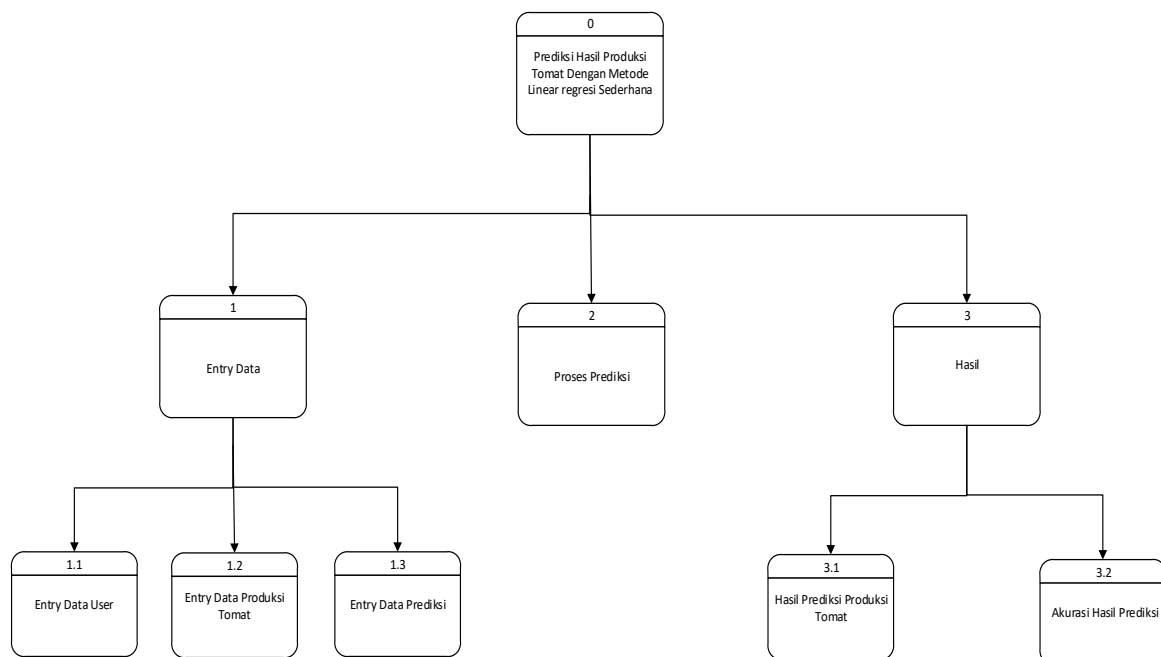 0
Prediksi Hasil Produksi
Tomat Dengan Metode
Linear regresi Sederhana
1
Entry Data
2
Proses Prediksi
3
Hasil
1.1
Entry Data User
1.2
Entry Data Produksi
Tomat
1.3
Entry Data Prediksi
3.1
Hasil Prediksi Produksi
Tomat
3.2
Akurasi Hasil Prediksi